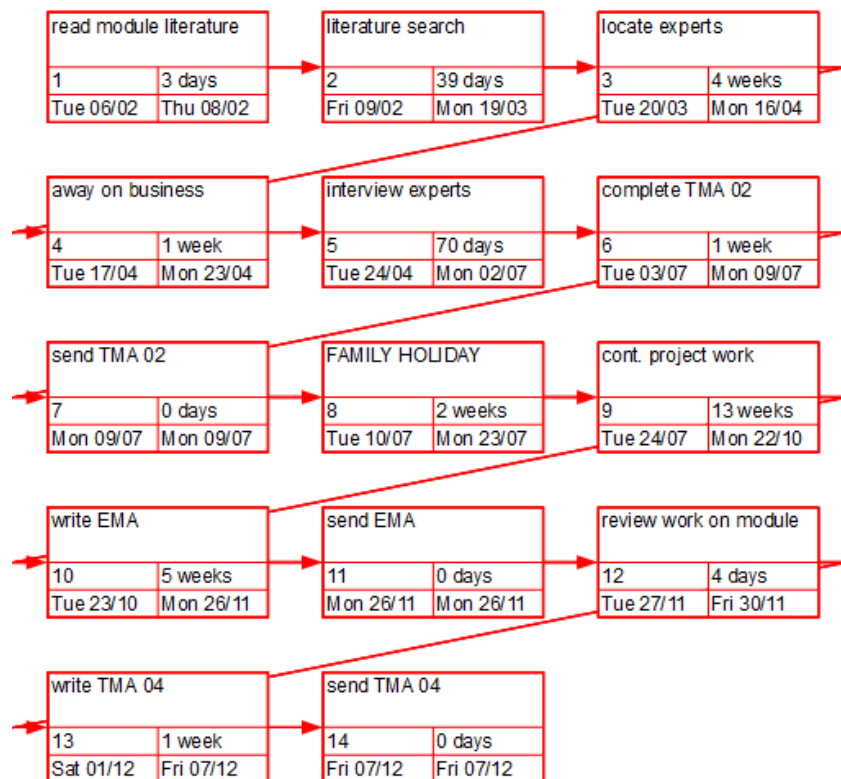 read module literature
1 3 days
Tue 06/02 Thu 08/02
literature search
2 39 days
Fri 09/02 Mon 19/03
locate experts
3 4 weeks
Tue 20/03 Mon 16/04
away on business
4 1 week
Tue 17/04 Mon 23/04
interview experts
5 70 days
Tue 24/04 Mon 02/07
complete TMA 02
6 1 week
Tue 03/07 Mon 09/07
send TMA 02
7 0 days
Mon 09/07 Mon 09/07
FAMILY HOLIDAY
8 2 weeks
Tue 10/07 Mon 23/07
cont. project work
9 13 weeks
Tue 24/07 Mon 22/10
write EMA
10 5 weeks
Tue 23/10 Mon 26/11
send EMA
11 0 days
Mon 26/11 Mon 26/11
review work on module
12 4 days
Tue 27/11 Fri 30/11
write TMA 04
13 1 week
Sat 01/12 Fri 07/12
send TMA 04
14 0 days
Fri 07/12 Fri 07/12